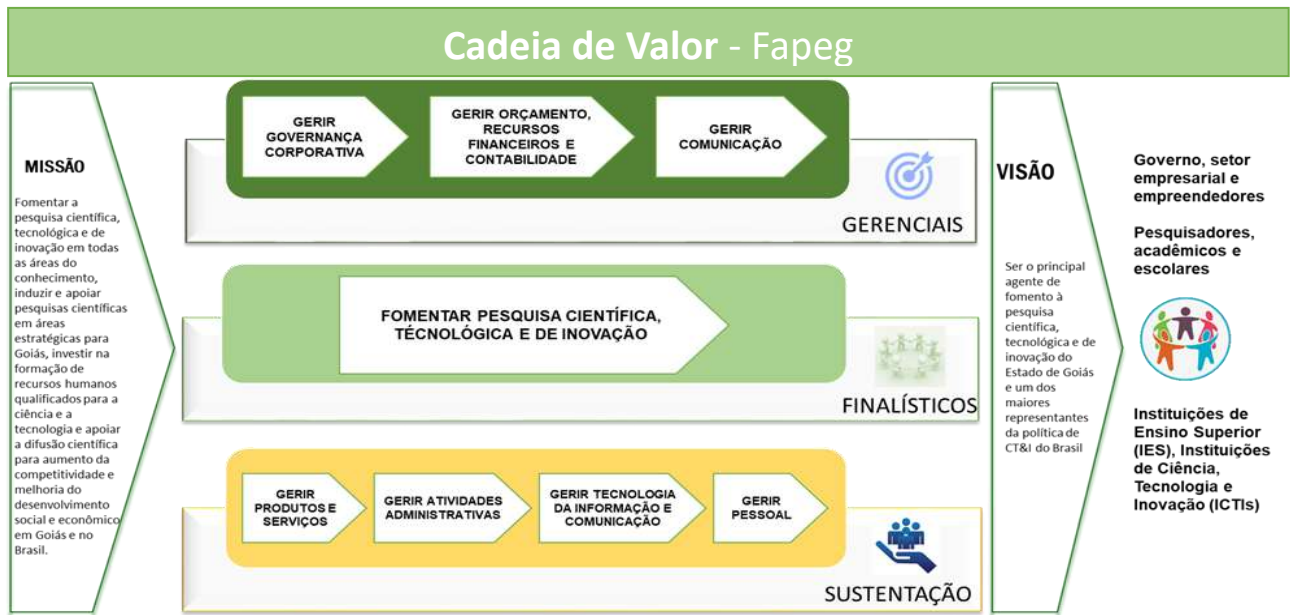 Cadeia de Valor - Fapeg
MISSÃO
Fomentar a
pesquisa científica,
tecnológica e de
inovação em todas
as áreas do
conhecimento,
induzir e apoiar
pesquisas científicas
em áreas
estratégicas para
Goiás, investir na
formação de
recursos humanos
qualificados para a
ciência e a
tecnologia e apoiar
a difusão científica
para aumento da
competitividade e
melhoria do
desenvolvimento
social e econômico
em Goiás e no
Brasil.
GERIR
GOVERNANÇA
CORPORATIVA
GERIR ORÇAMENTO,
RECURSOS
FINANCEIROS E
CONTABILIDADE
GERIR
COMUNICAÇÃO
GERENCIAIS
FOMENTAR PESQUISA CIENTÍFICA,
TÉCNOLÓGICA E DE INOVAÇÃO
FINALÍSTICOS
GERIR
PRODUTOS E
SERVIÇOS
GERIR ATIVIDADES
ADMINISTRATIVAS
GERIR TECNOLOGIA
DA INFORMAÇÃO E
COMUNICAÇÃO
GERIR
PESSOAL
SUSTENTAÇÃO
VISÃO
Ser o principal
agente de
fomento à
pesquisa
científica,
tecnológica e de
inovação do
Estado de Goiás
e um dos
maiores
representantes
da política de
CT&I do Brasil
Governo, setor
empresarial e
empreendedores
Pesquisadores,
acadêmicos e
escolares
Instituições de
Ensino Superior
(IES), Instituições
de Ciência,
Tecnologia e
Inovação (ICTIs)